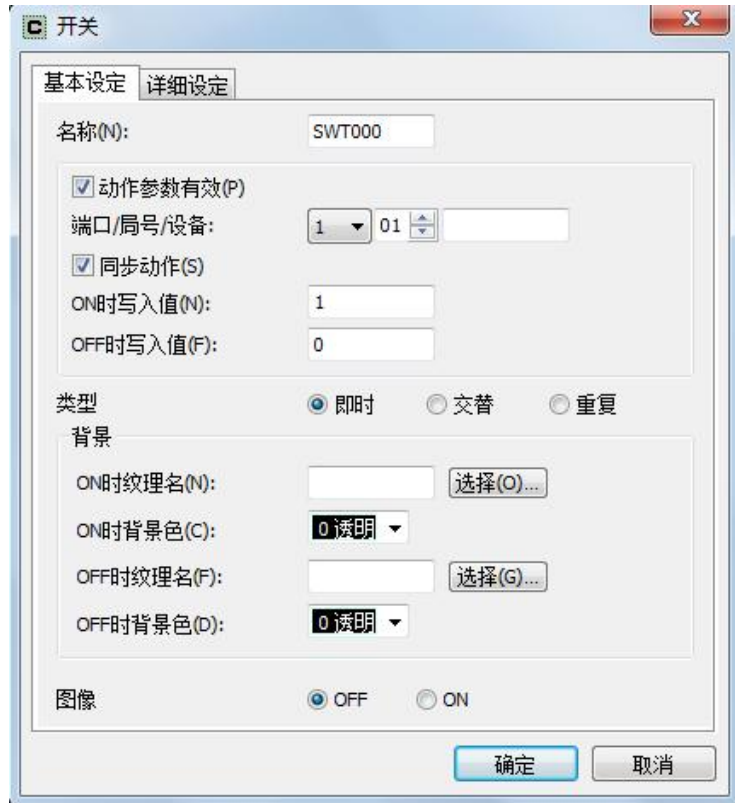 C 开关
基本设定 详细设定
名称(N): SWT000
动作参数有效(P)
端口/局号/设备: 1 01
同步动作(S)
ON时写入值(N): 1
OFF时写入值(F): 0
类型 即时 交替 重复
背景
ON时纹理名(N): 选择(O)...
ON时背景色(C): 0 透明
OFF时纹理名(F): 选择(G)...
OFF时背景色(D): 0 透明
图像 OFF ON
确定 取消